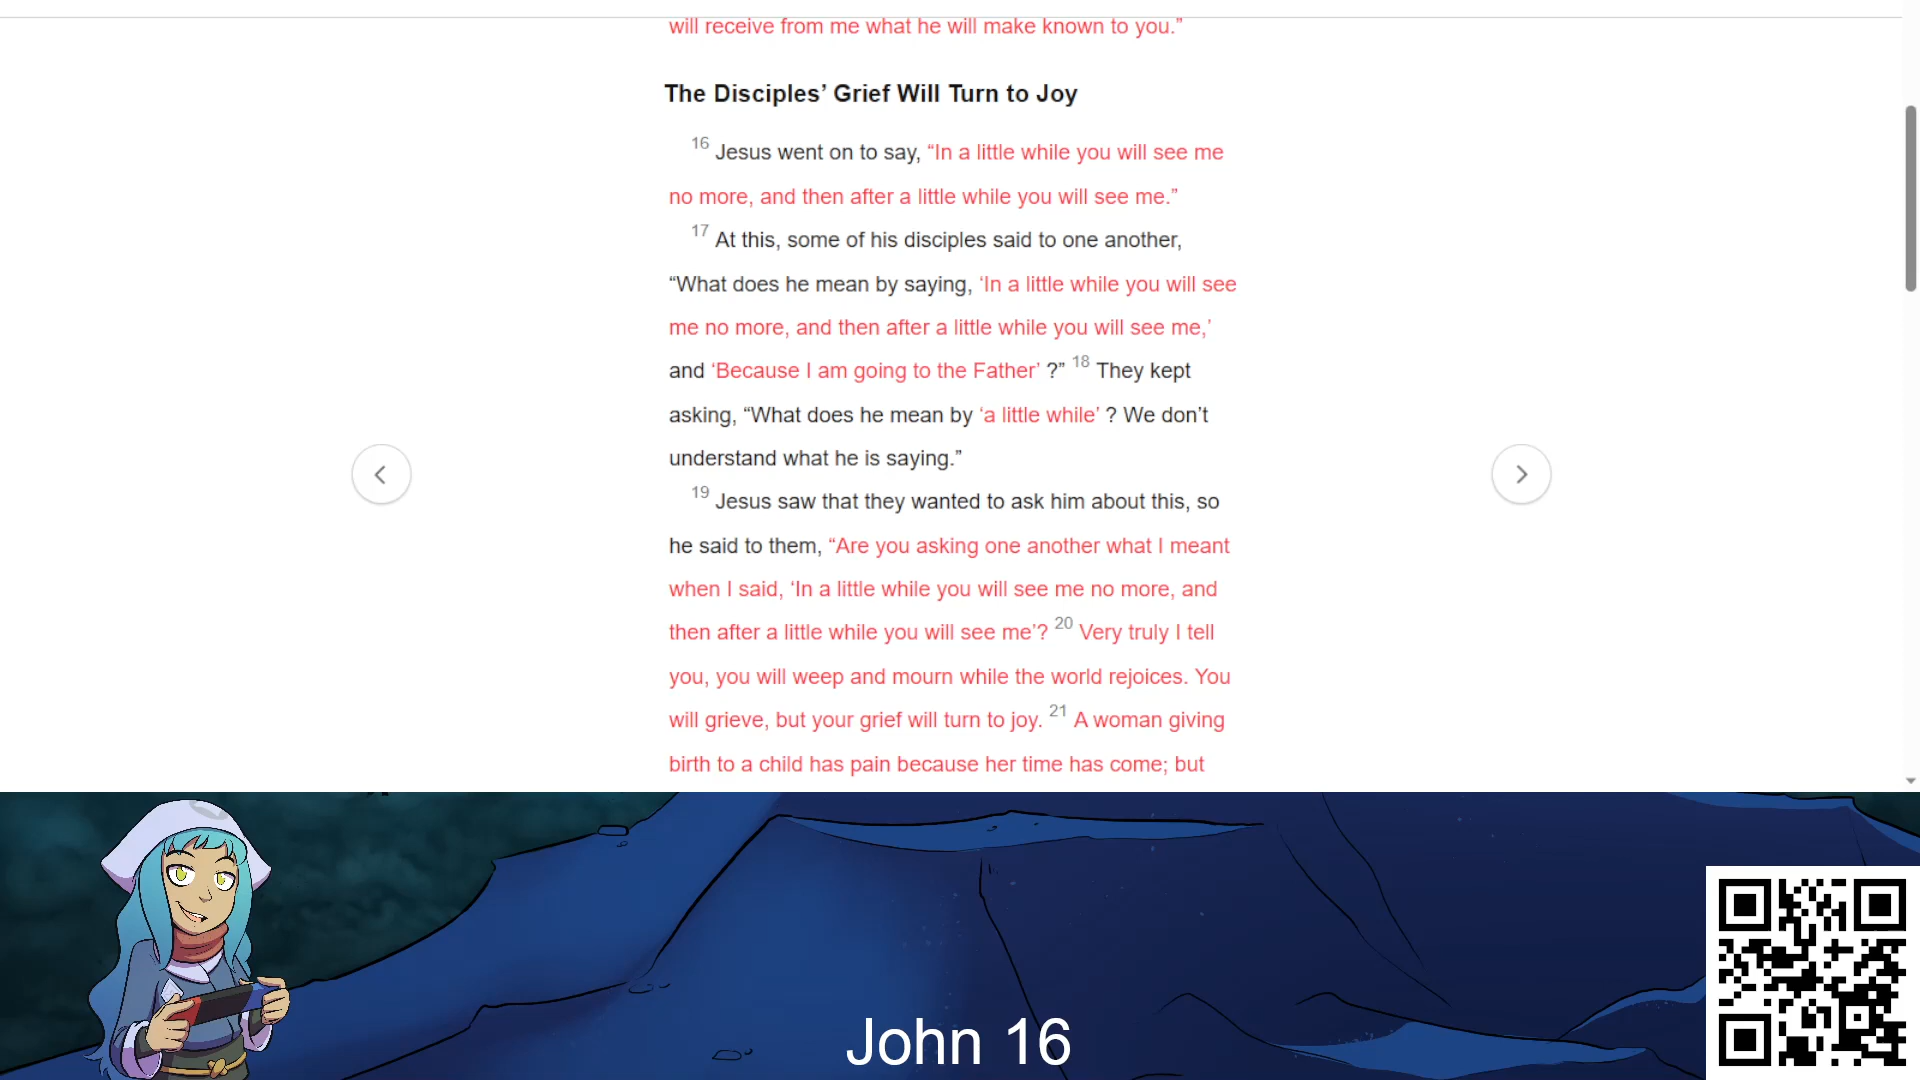 will receive from me what he will make known to you.”
The Disciples’ Grief Will Turn to Joy
16 Jesus went on to say, “In a little while you will see me
no more, and then after a little while you will see me.”
17 At this, some of his disciples said to one another,
“What does he mean by saying, ‘In a little while you will see
me no more, and then after a little while you will see me,’
and ‘Because I am going to the Father’ ?” 18 They kept
asking, “What does he mean by ‘a little while’ ? We don’t
understand what he is saying.”
19 Jesus saw that they wanted to ask him about this, so
he said to them, “Are you asking one another what I meant
when I said, ‘In a little while you will see me no more, and
then after a little while you will see me’? 20 Very truly I tell
you, you will weep and mourn while the world rejoices. You
will grieve, but your grief will turn to joy. 21 A woman giving
birth to a child has pain because her time has come; but
John 16